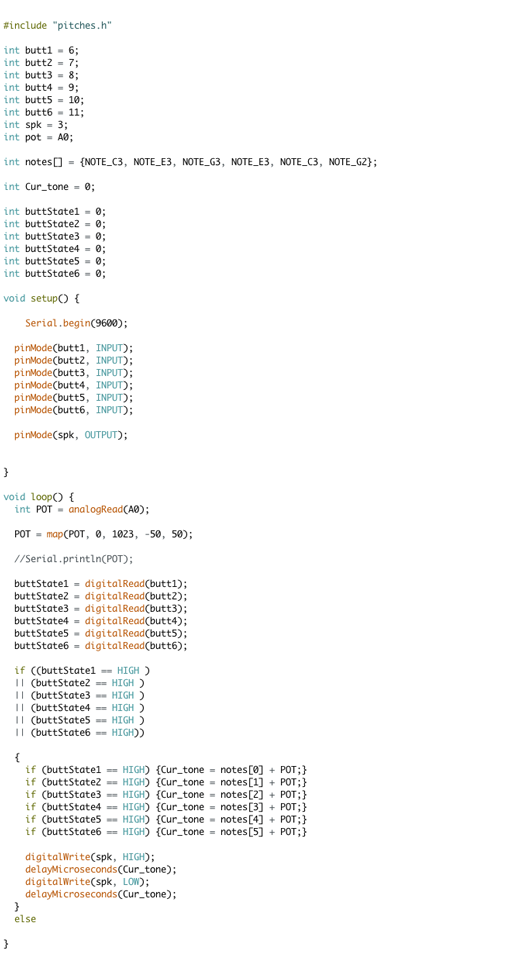 #include "pitches.h"
int butt1 = 6;
int butt2 = 7;
int butt3 = 8;
int butt4 = 9;
int butt5 = 10;
int butt6 = 11;
int spk = 3;
int pot = A0;
int notes[] = {NOTE_C3, NOTE_E3, NOTE_G3, NOTE_E3, NOTE_C3, NOTE_G2};
int Cur_tone = 0;
int buttState1 = 0;
int buttState2 = 0;
int buttState3 = 0;
int buttState4 = 0;
int buttState5 = 0;
int buttState6 = 0;
void setup() {
Serial.begin(9600);
pinMode(butt1, INPUT);
pinMode(butt2, INPUT);
pinMode(butt3, INPUT);
pinMode(butt4, INPUT);
pinMode(butt5, INPUT);
pinMode(butt6, INPUT);
pinMode(spk, OUTPUT);
}
void loop() {
int POT = analogRead(A0);
POT = map(POT, 0, 1023, -50, 50);
//Serial.println(POT);
buttState1 = digitalRead(butt1);
buttState2 = digitalRead(butt2);
buttState3 = digitalRead(butt3);
buttState4 = digitalRead(butt4);
buttState5 = digitalRead(butt5);
buttState6 = digitalRead(butt6);
if ((buttState1 == HIGH )
|| (buttState2 == HIGH )
|| (buttState3 == HIGH )
|| (buttState4 == HIGH )
|| (buttState5 == HIGH )
|| (buttState6 == HIGH))
{
if (buttState1 == HIGH) {Cur_tone = notes[0] + POT;}
if (buttState2 == HIGH) {Cur_tone = notes[1] + POT;}
if (buttState3 == HIGH) {Cur_tone = notes[2] + POT;}
if (buttState4 == HIGH) {Cur_tone = notes[3] + POT;}
if (buttState5 == HIGH) {Cur_tone = notes[4] + POT;}
if (buttState6 == HIGH) {Cur_tone = notes[5] + POT;}
digitalWrite(spk, HIGH);
delayMicroseconds(Cur_tone);
digitalWrite(spk, LOW);
delayMicroseconds(Cur_tone);
}
else
}